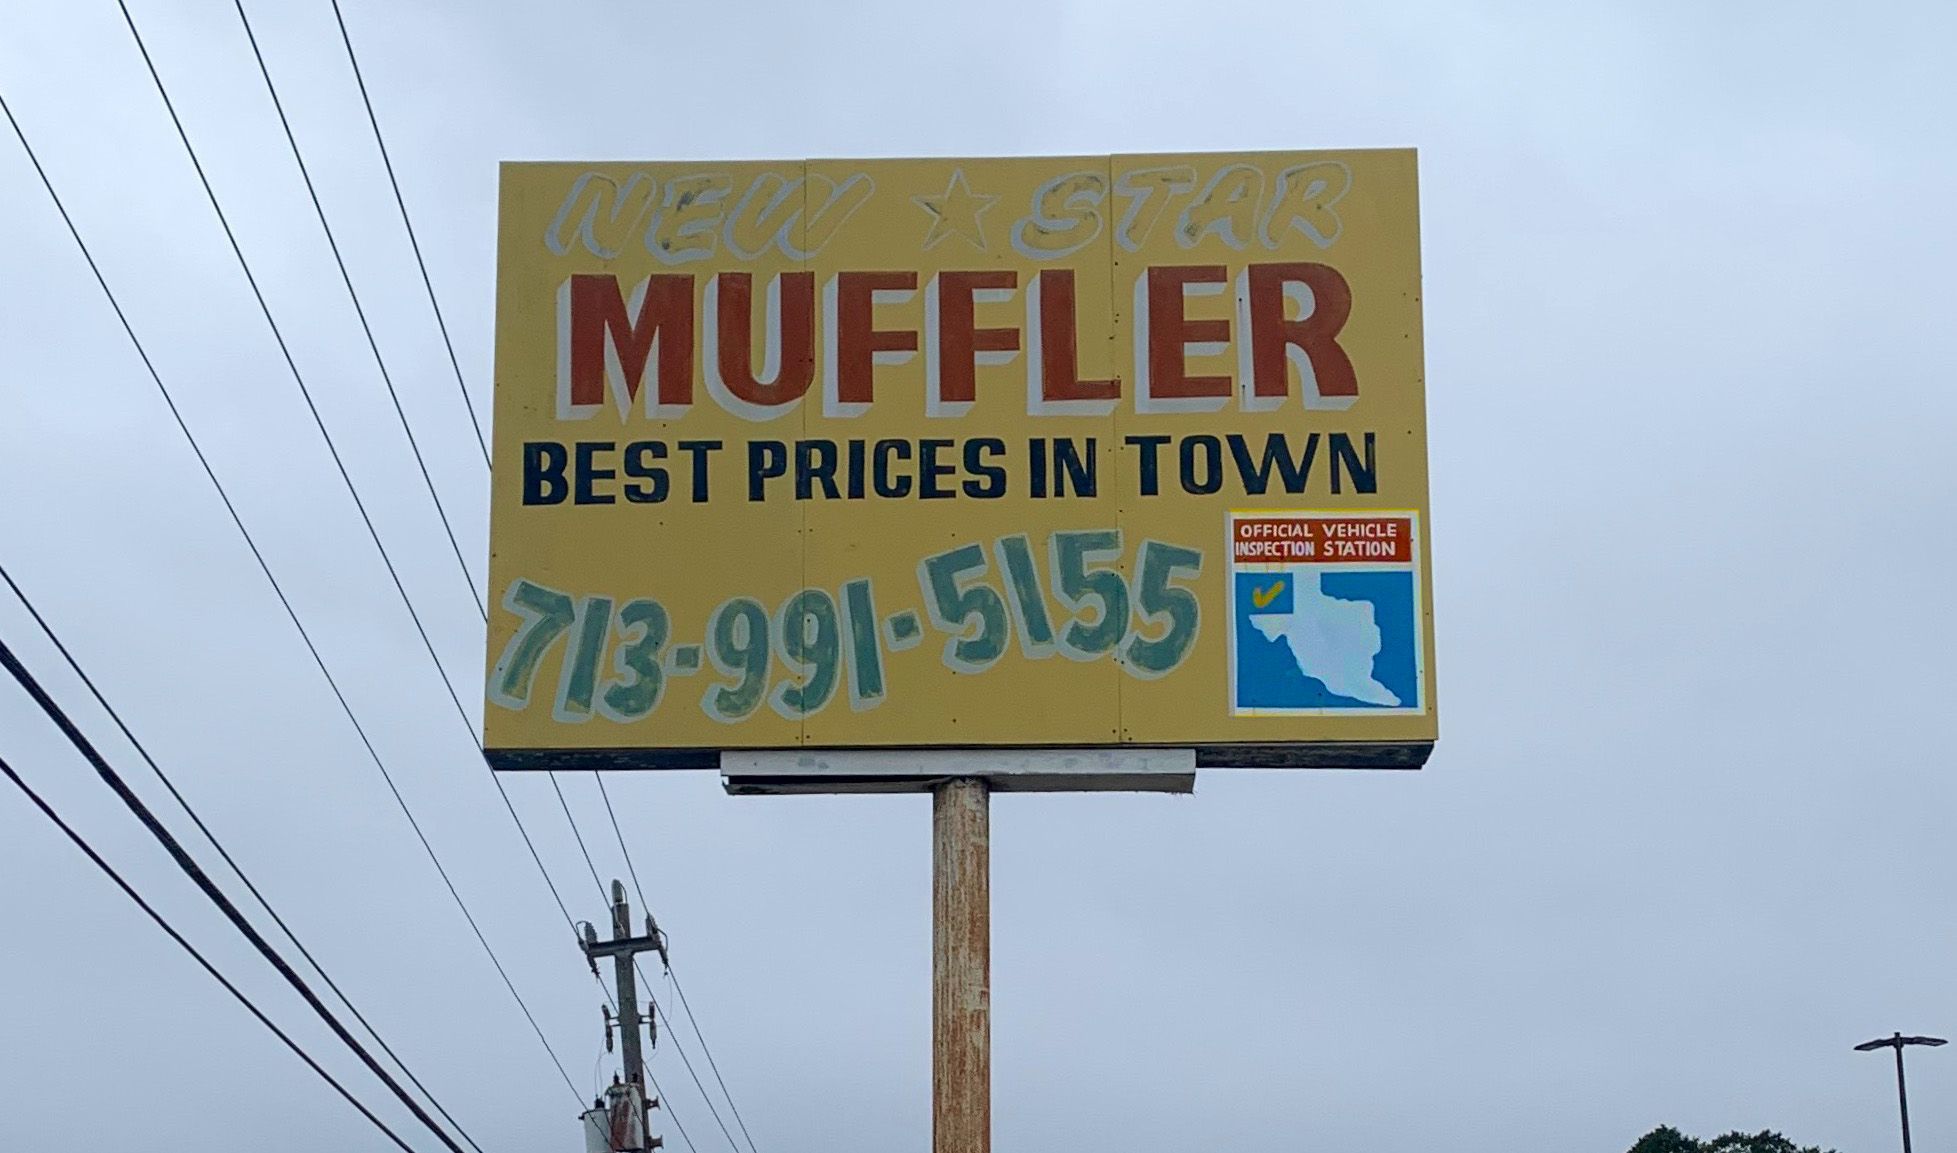 NEW STAR
MUFFLER
BEST PRICES IN TOWN
713-991-5155
OFFICIAL VEHICLE
INSPECTION STATION